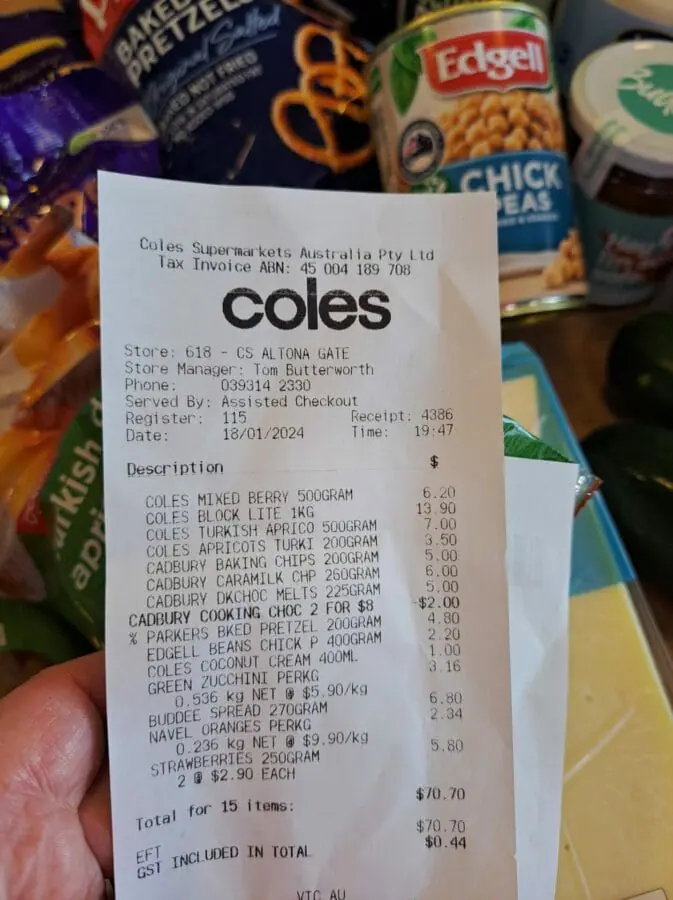 BAKED
PRETZELS
Original Salted
BAKED NOT FRIED
Edgell
CHICK
PEAS
Coles Supermarkets Australia Pty Ltd
Tax Invoice ABN: 45 004 189 708
coles
Store: 618 - CS ALTONA GATE
Store Manager: Tom Butterworth
Phone: 039314 2330
Served By: Assisted Checkout
Register: 115 Receipt: 4386
Date: 18/01/2024 Time: 19:47
Description $
COLES MIXED BERRY 500GRAM 6.20
COLES BLOCK LITE 1KG 13.90
COLES TURKISH APRICO 500GRAM 7.00
COLES APRICOTS TURKI 200GRAM 3.50
CADBURY BAKING CHIPS 200GRAM 5.00
CADBURY CARAMILK CHP 260GRAM 6.00
CADBURY DKCHOC MELTS 225GRAM 5.00
CADBURY COOKING CHOC 2 FOR $8 -$2.00
% PARKERS BKED PRETZEL 200GRAM 4.80
EDGELL BEANS CHICK P 400GRAM 2.20
COLES COCONUT CREAM 400ML 1.00
GREEN ZUCCHINI PERKG 3.16
0.536 kg NET @ $5.90/kg
BUDDEE SPREAD 270GRAM 6.80
NAVEL ORANGES PERKG 2.34
0.236 kg NET @ $9.90/kg
STRAWBERRIES 250GRAM 5.80
2 @ $2.90 EACH
Total for 15 items: $70.70
EFT $70.70
GST INCLUDED IN TOTAL $0.44
VIC AU
urkish
apri